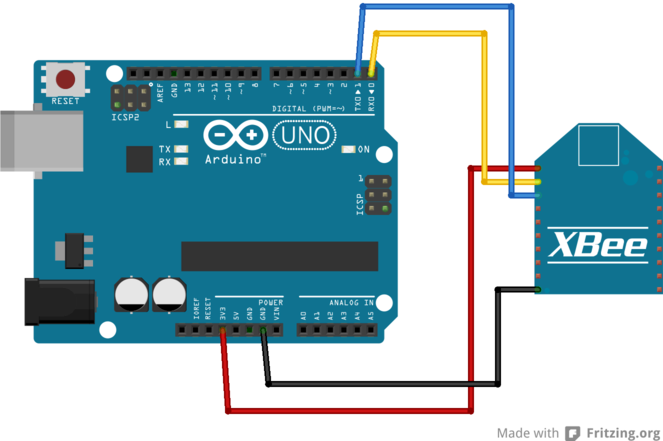 RESET
ICSP2
AREF
GND
13
12
~11
~10
~9
8
7
~6
~5
4
~3
2
TX0 ▶ 1
RX0 ◀ 0
DIGITAL (PWM=~)
L
TX
RX
UNO
Arduino™
ON
1
ICSP
XBee
POWER
ANALOG IN
IOREF
RESET
3V3
5V
GND
GND
VIN
A0
A1
A2
A3
A4
A5
Made with Fritzing.org